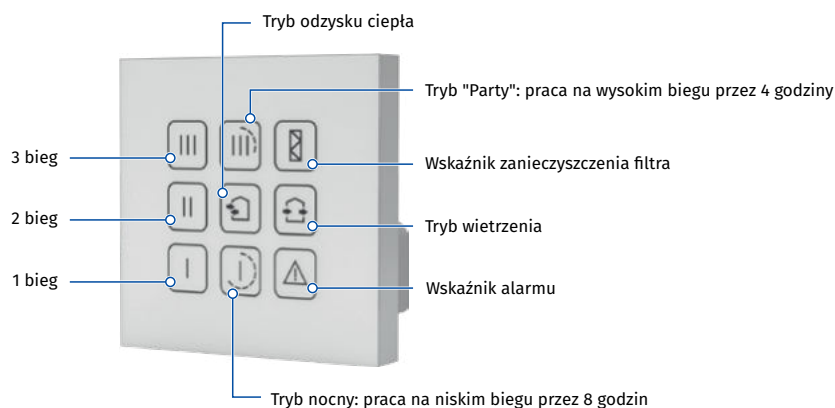 Tryb odzysku ciepła
Tryb "Party": praca na wysokim biegu przez 4 godziny
3 bieg
Wskaźnik zanieczyszczenia filtra
2 bieg
Tryb wietrzenia
1 bieg
Wskaźnik alarmu
Tryb nocny: praca na niskim biegu przez 8 godzin